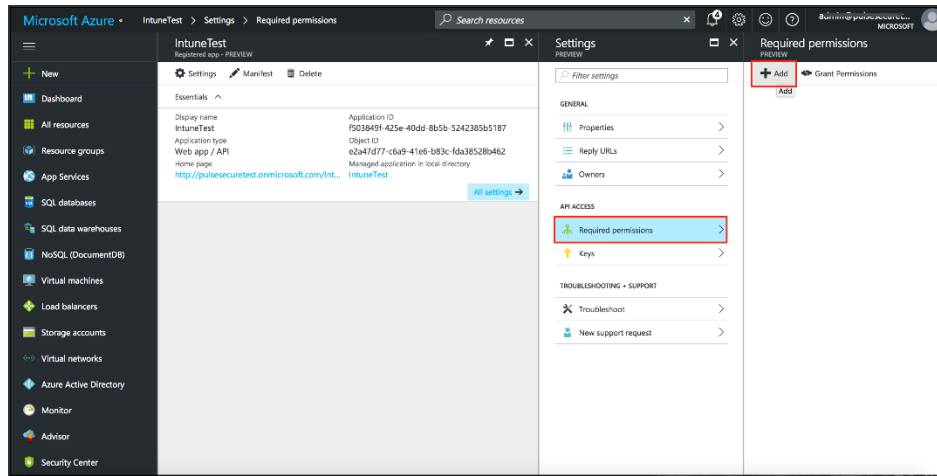 Microsoft Azure
IntuneTest > Settings > Required permissions
Search resources
MICROSOFT
New
Dashboard
All resources
Resource groups
App Services
SQL databases
SQL data warehouses
NoSQL (DocumentDB)
Virtual machines
Load balancers
Storage accounts
Virtual networks
Azure Active Directory
Monitor
Advisor
Security Center
IntuneTest
Registered app - PREVIEW
Settings Manifest Delete
Essentials
Display name
IntuneTest
Application type
Web app / API
Home page
http://pulsesecuretest.onmicrosoft.com/Int...
Application ID
f503849f-425e-40dd-8b5b-5242385b5187
Object ID
e2a47d77-c6a9-41e6-b83c-fda38528b462
Managed application in local directory
IntuneTest
All settings
Settings
PREVIEW
Filter settings
GENERAL
Properties
Reply URLs
Owners
API ACCESS
Required permissions
Keys
TROUBLESHOOTING + SUPPORT
Troubleshoot
New support request
Required permissions
PREVIEW
Add Grant Permissions
Add